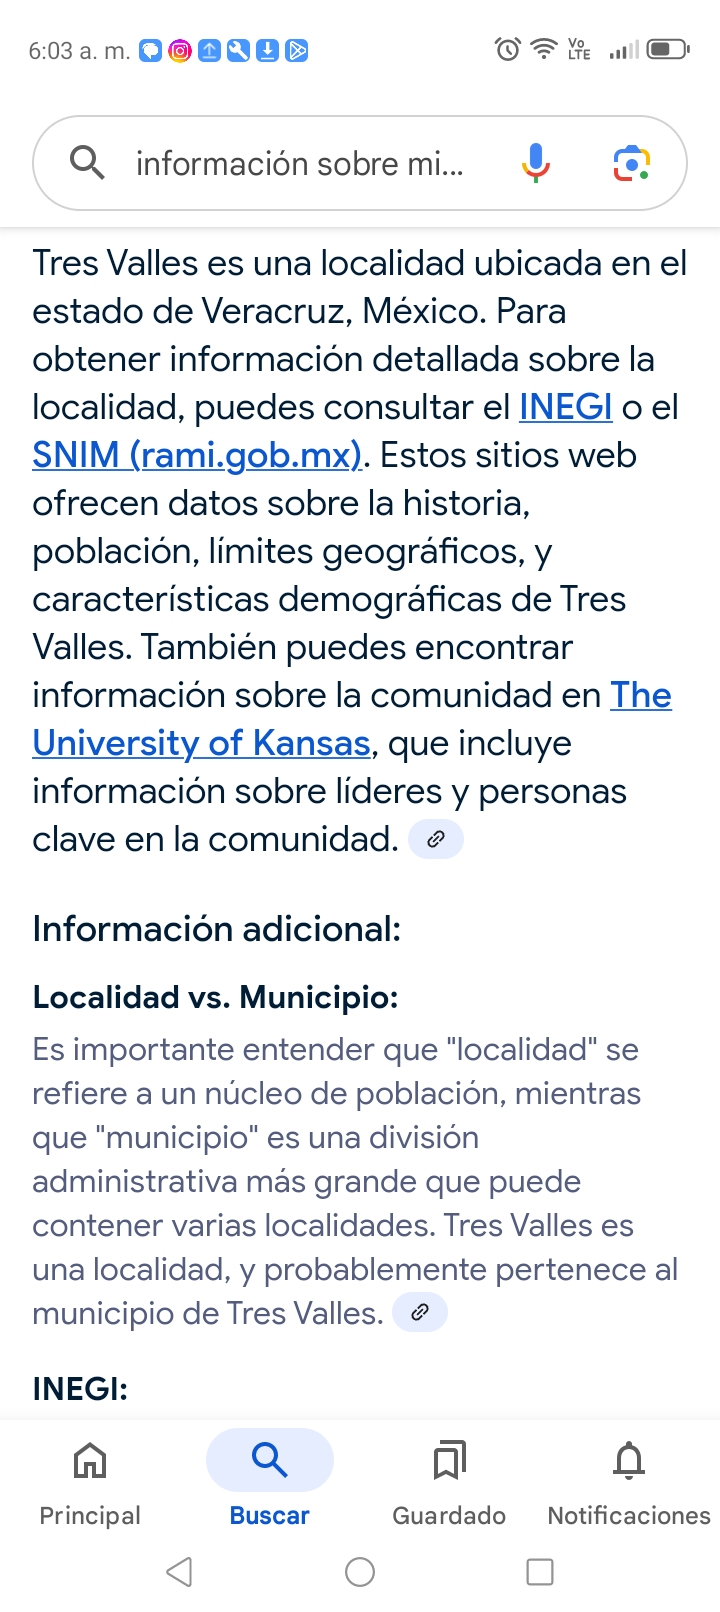 6:03 a. m.
Vo
LTE
información sobre mi...
Tres Valles es una localidad ubicada en el
estado de Veracruz, México. Para
obtener información detallada sobre la
localidad, puedes consultar el INEGI o el
SNIM (rami.gob.mx). Estos sitios web
ofrecen datos sobre la historia,
población, límites geográficos, y
características demográficas de Tres
Valles. También puedes encontrar
información sobre la comunidad en The
University of Kansas, que incluye
información sobre líderes y personas
clave en la comunidad.
Información adicional:
Localidad vs. Municipio:
Es importante entender que "localidad" se
refiere a un núcleo de población, mientras
que "municipio" es una división
administrativa más grande que puede
contener varias localidades. Tres Valles es
una localidad, y probablemente pertenece al
municipio de Tres Valles.
INEGI:
Principal
Buscar
Guardado
Notificaciones